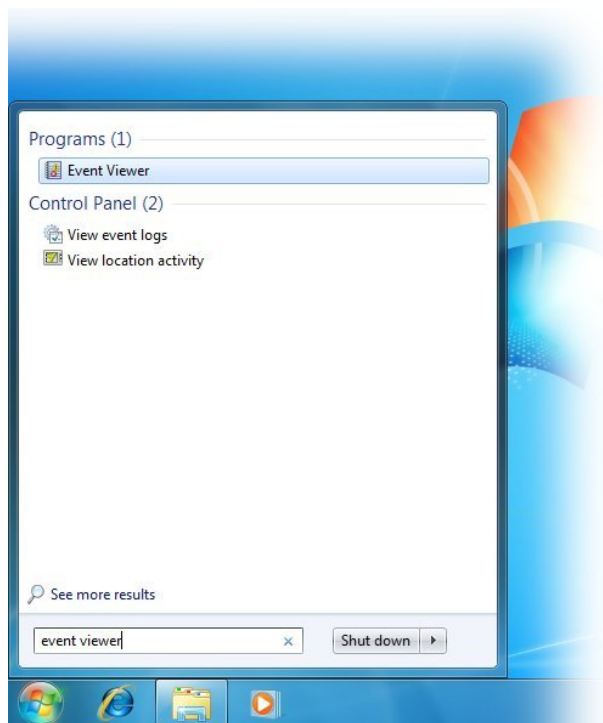 Programs (1)
Event Viewer
Control Panel (2)
View event logs
View location activity
See more results
event viewer
Shut down